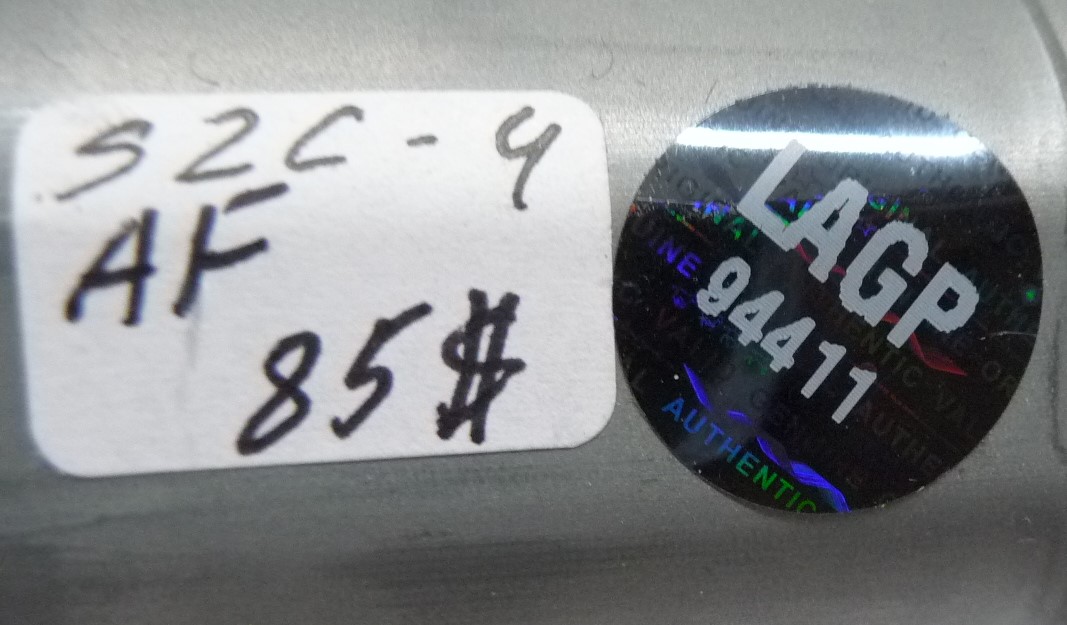 S2C - 4
AF
85 $
LAGP
94411
AUTHENTIC